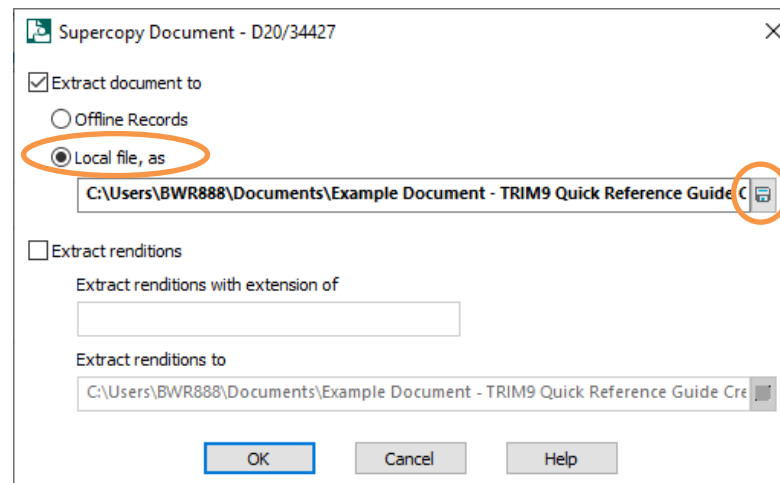 Supercopy Document - D20/34427
Extract document to
Offline Records
Local file, as
C:\Users\BWR888\Documents\Example Document - TRIM9 Quick Reference Guide C
Extract renditions
Extract renditions with extension of
Extract renditions to
C:\Users\BWR888\Documents\Example Document - TRIM9 Quick Reference Guide Cre
OK Cancel Help